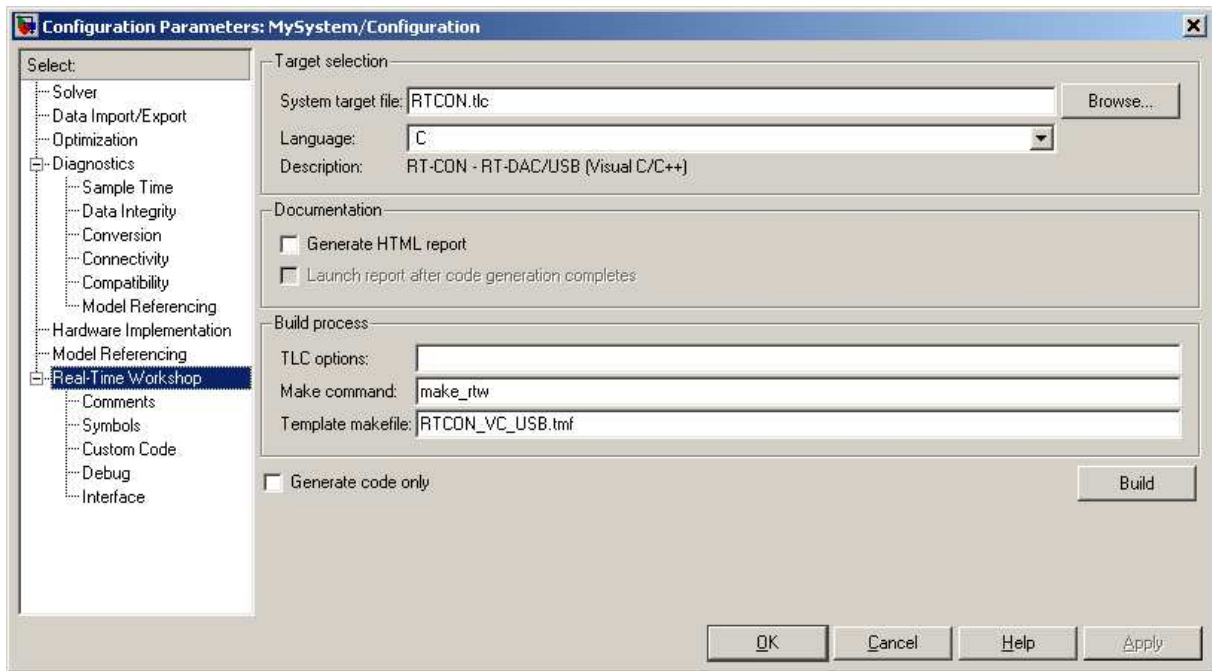 Configuration Parameters: MySystem/Configuration
Select:
Solver
Data Import/Export
Optimization
Diagnostics
Sample Time
Data Integrity
Conversion
Connectivity
Compatibility
Model Referencing
Hardware Implementation
Model Referencing
Real-Time Workshop
Comments
Symbols
Custom Code
Debug
Interface
Target selection
System target file: RTCON.tlc Browse...
Language: C
Description: RT-CON - RT-DAC/USB (Visual C/C++)
Documentation
Generate HTML report
Launch report after code generation completes
Build process
TLC options:
Make command: make_rtw
Template makefile: RTCON_VC_USB.tmf
Generate code only Build
OK Cancel Help Apply